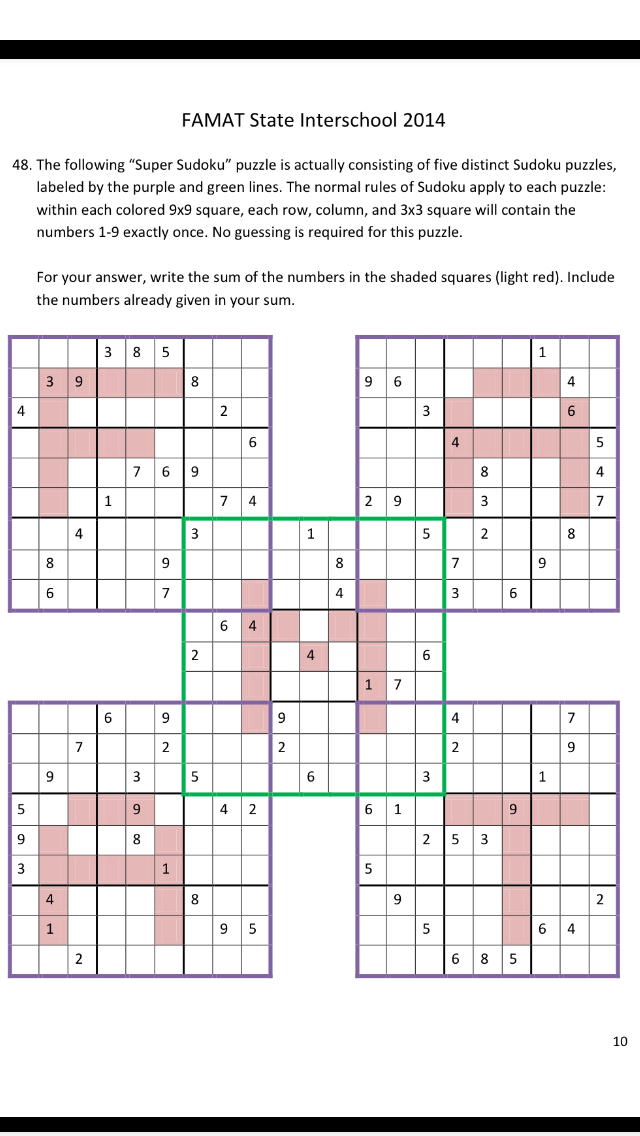 FAMAT State Interschool 2014
48. The following “Super Sudoku” puzzle is actually consisting of five distinct Sudoku puzzles,
labeled by the purple and green lines. The normal rules of Sudoku apply to each puzzle:
within each colored 9x9 square, each row, column, and 3x3 square will contain the
numbers 1-9 exactly once. No guessing is required for this puzzle.
For your answer, write the sum of the numbers in the shaded squares (light red). Include
the numbers already given in your sum.
3 8 5 1
3 9 8 9 6 4
4 2 3 6
6 4 5
7 6 9 8 4
1 7 4 2 9 3 7
4 3 1 5 2 8
8 9 8 7 9
6 7 4 3 6
6 4
2 4 6
1 7
6 9 9 4 7
7 2 2 2 9
9 3 5 6 3 1
5 9 4 2 6 1 9
9 8 2 5 3
3 1 5
4 8 9 2
1 9 5 5 6 4
2 6 8 5
10